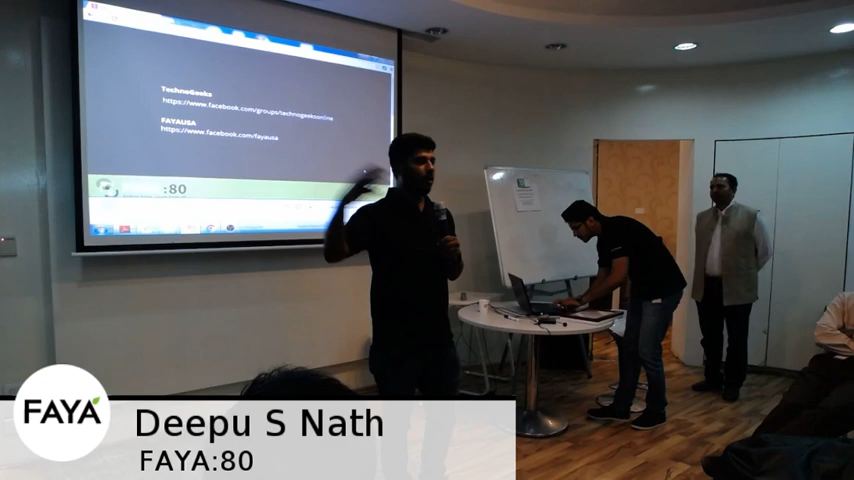 TechnoGeeks
https://www.facebook.com/groups/technogeeksonline
FAYAUSA
https://www.facebook.com/fayausa
:80
FAYA
Deepu S Nath
FAYA:80